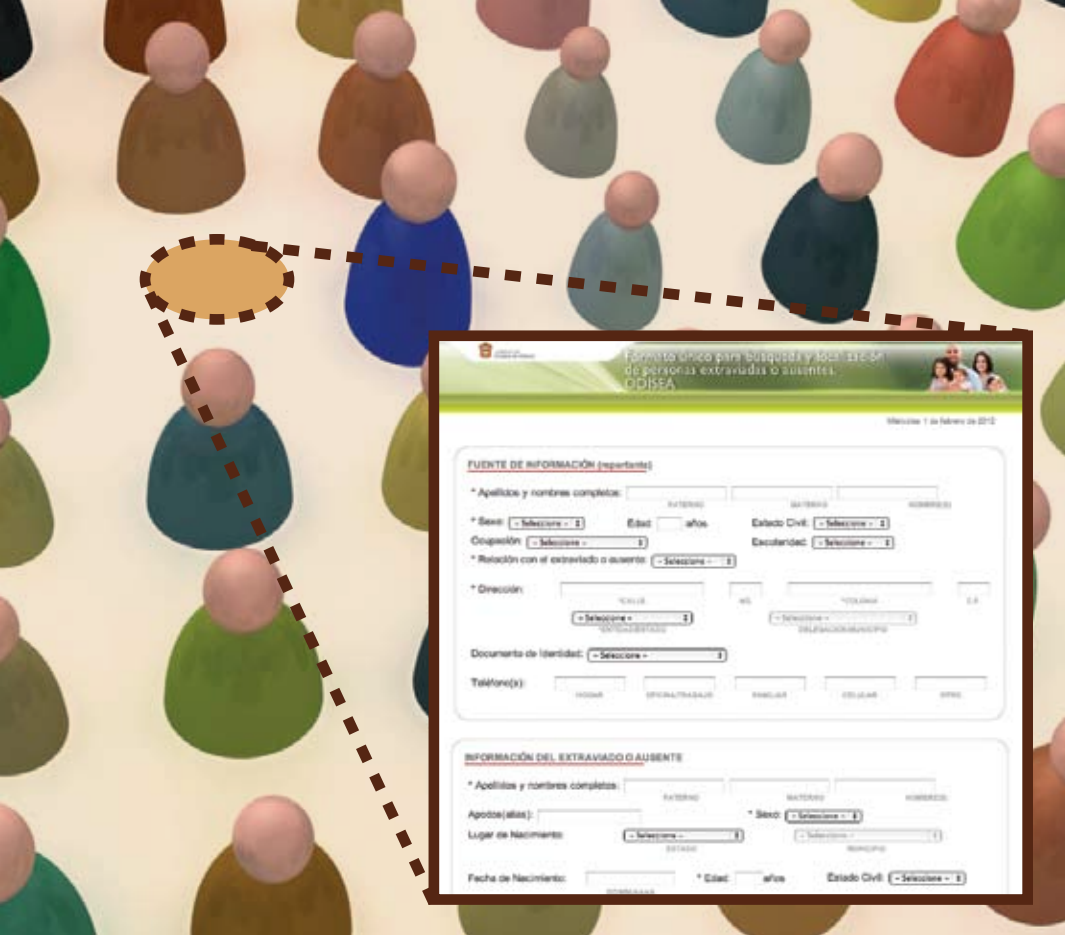 Formato único para búsqueda y localización
de personas extraviadas o ausentes.
ODISEA
Miércoles 1 de febrero de 2012
FUENTE DE INFORMACIÓN (reportante)
* Apellidos y nombres completos:
PATERNO MATERNO NOMBRE(S)
* Sexo: - Seleccione - Edad: años Estado Civil: - Seleccione -
Ocupación: - Seleccione - Escolaridad: - Seleccione -
* Relación con el extraviado o ausente: - Seleccione -
* Dirección:
*CALLE NO. *COLONIA C.P.
- Seleccione - - Seleccione -
*ENTIDAD/ESTADO DELEGACION/MUNICIPIO
Documento de Identidad: - Seleccione -
Teléfono(s):
HOGAR OFICINA/TRABAJO FAMILIAR CELULAR OTRO
INFORMACIÓN DEL EXTRAVIADO O AUSENTE
* Apellidos y nombres completos:
PATERNO MATERNO NOMBRE(S)
Apodos(alias): * Sexo: - Seleccione -
Lugar de Nacimiento: - Seleccione - - Seleccione -
ESTADO MUNICIPIO
Fecha de Nacimiento: * Edad: años Estado Civil: - Seleccione -